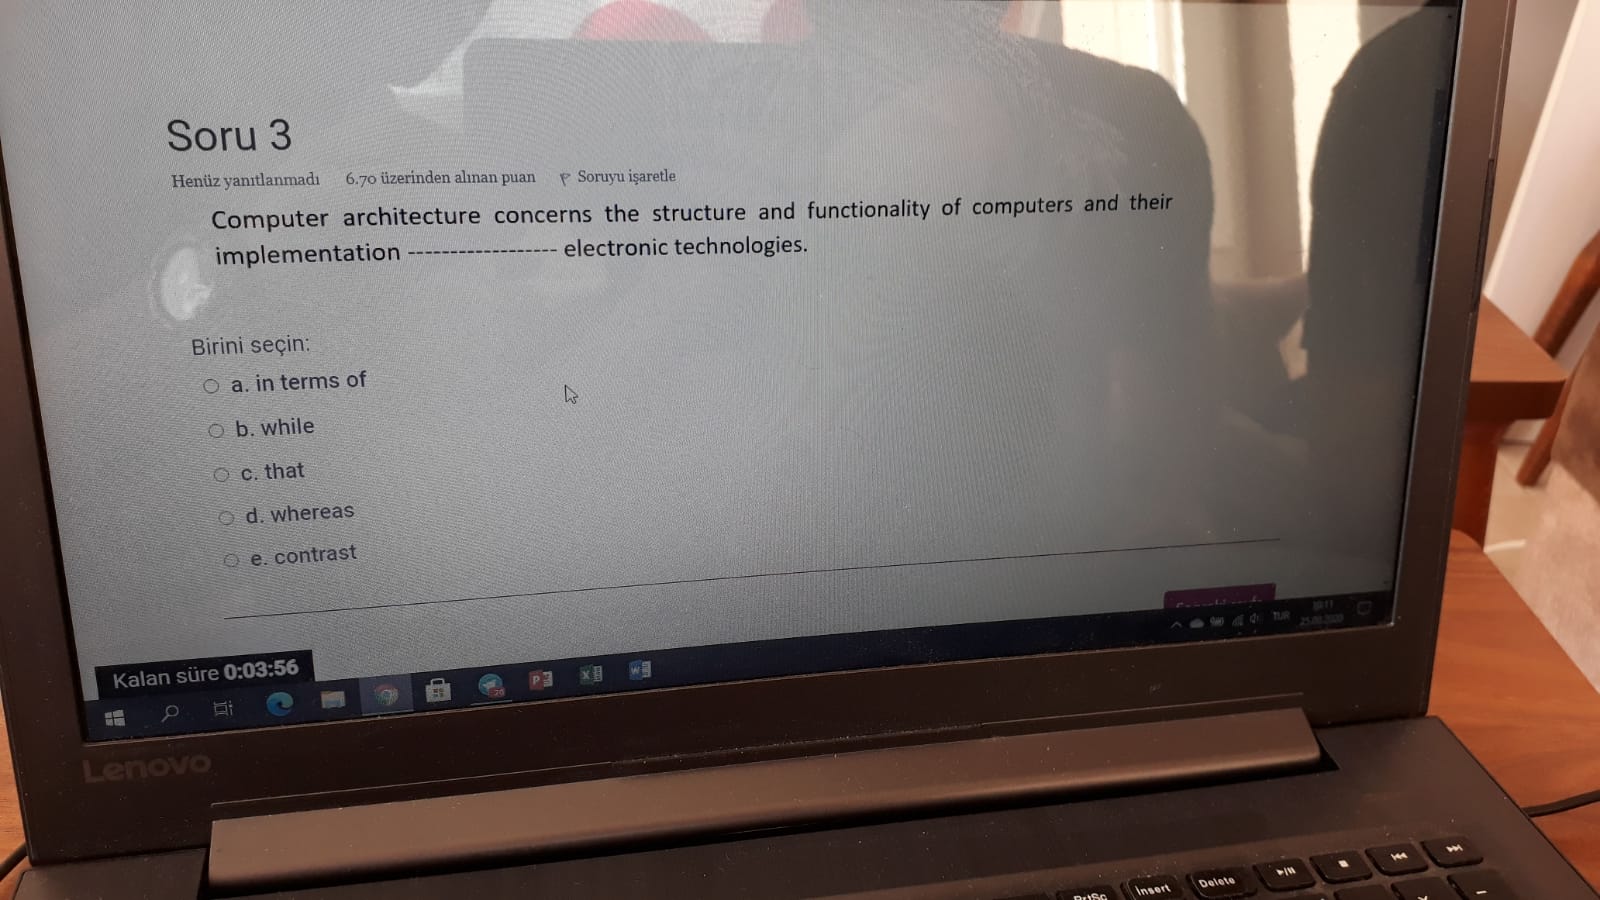 Soru 3
Henüz yanıtlanmadı 6.70 üzerinden alınan puan Soruyu işaretle
Computer architecture concerns the structure and functionality of computers and their
implementation ------------------ electronic technologies.
Birini seçin:
a. in terms of
b. while
c. that
d. whereas
e. contrast
Kalan süre 0:03:56
TUR
Lenovo
PrtSc
Insert
Delete